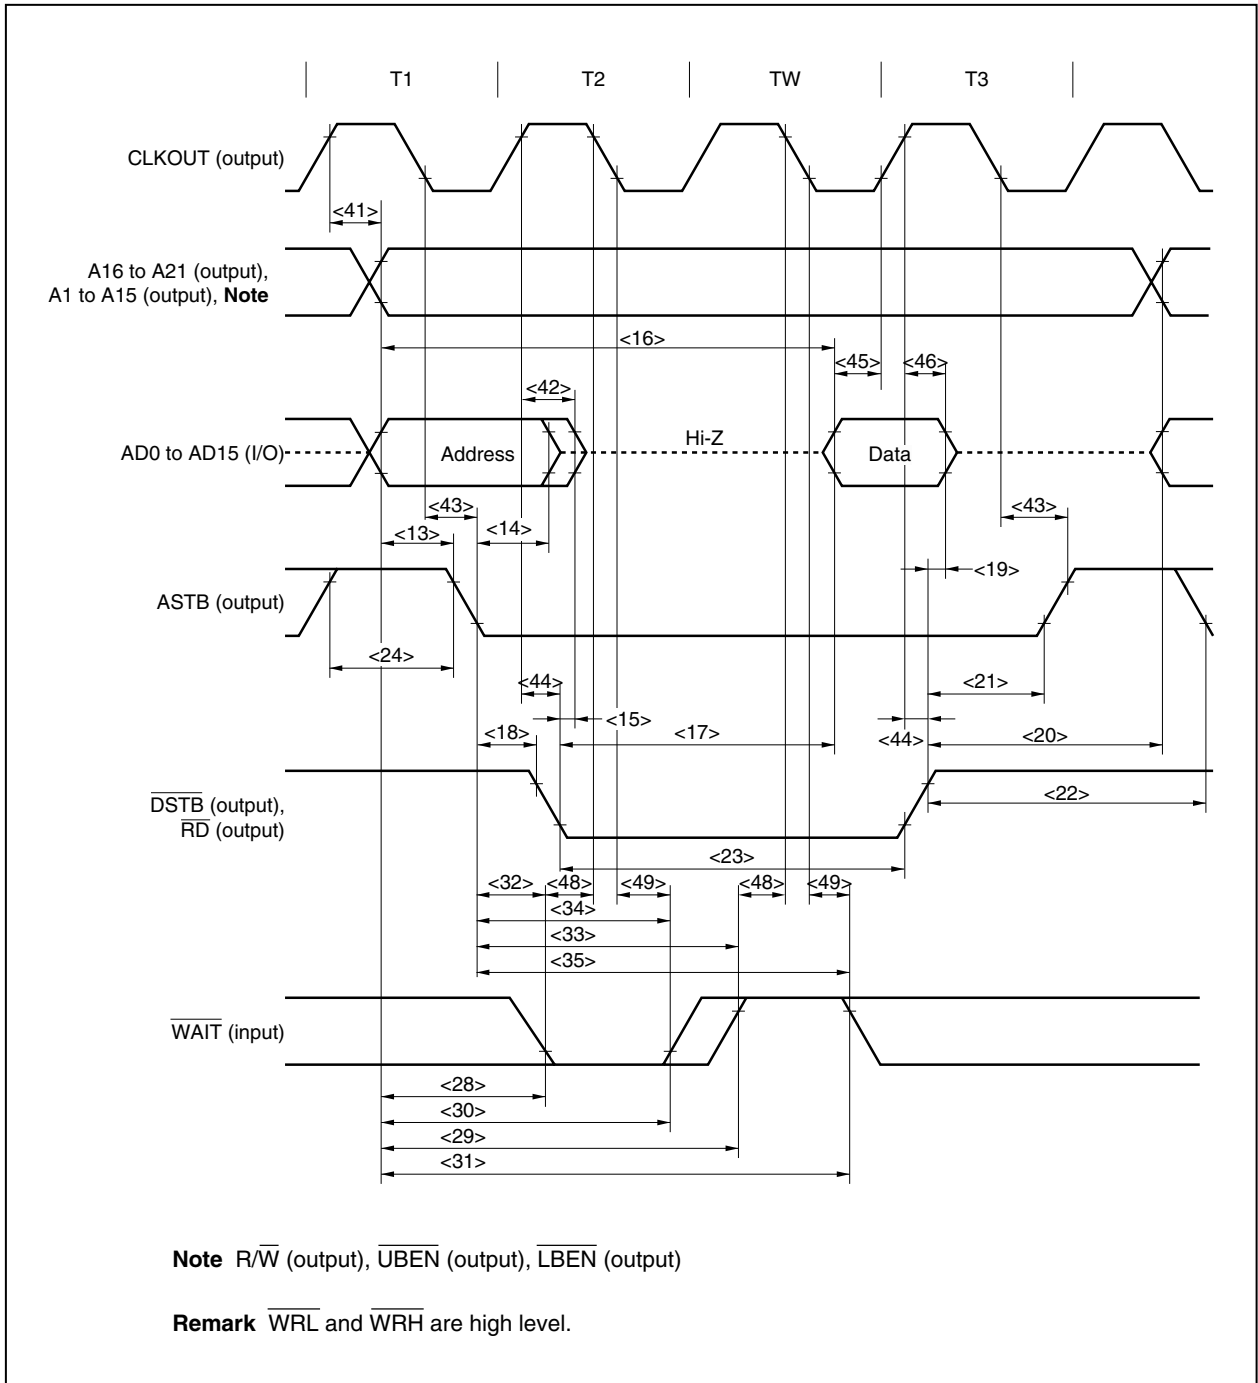 T1 T2 TW T3
CLKOUT (output)
<41>
A16 to A21 (output),
A1 to A15 (output), Note
<16>
<45> <46>
<42>
AD0 to AD15 (I/O) Address Hi-Z Data
<43> <43>
<13> <14>
<19>
ASTB (output)
<24>
<44> <21>
<15>
<18> <17> <44> <20>
DSTB (output),
RD (output)
<22>
<23>
<32> <48> <49> <48> <49>
<34>
<33>
<35>
WAIT (input)
<28>
<30>
<29>
<31>
Note R/W (output), UBEN (output), LBEN (output)
Remark WRL and WRH are high level.